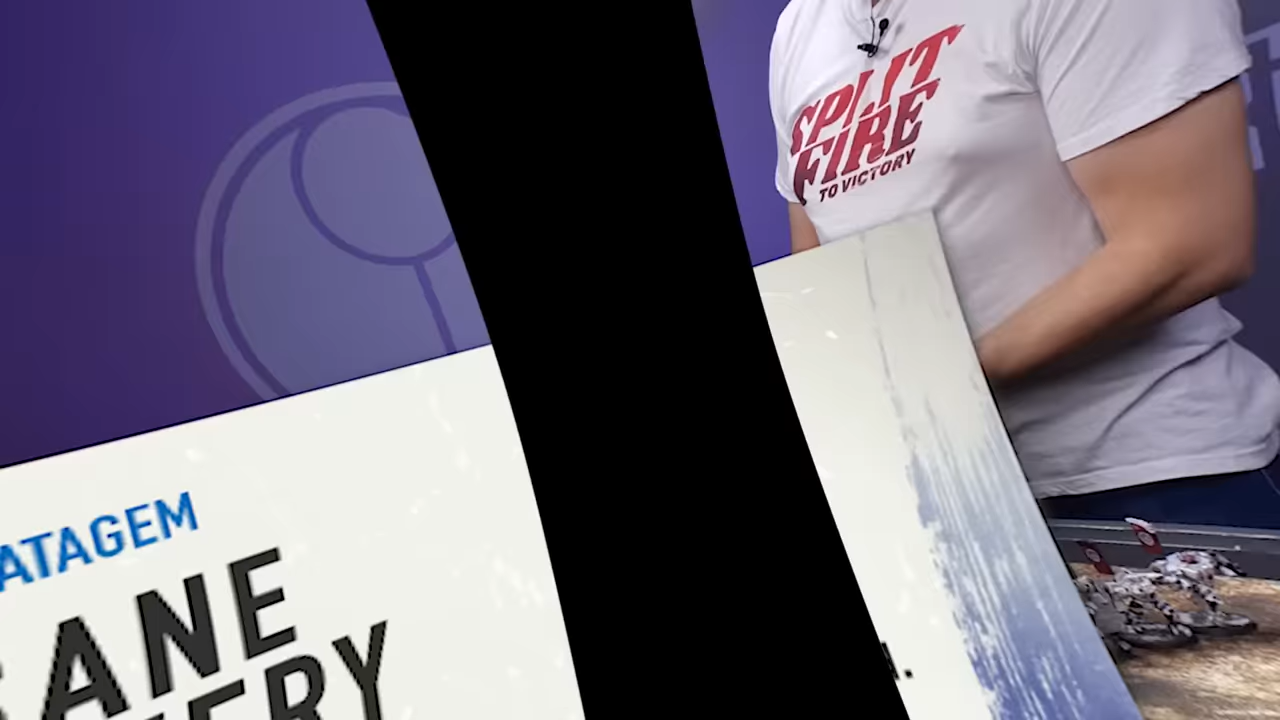 ATAGEM
ANE
ERY
SPLIT
FIRE
TO VICTORY